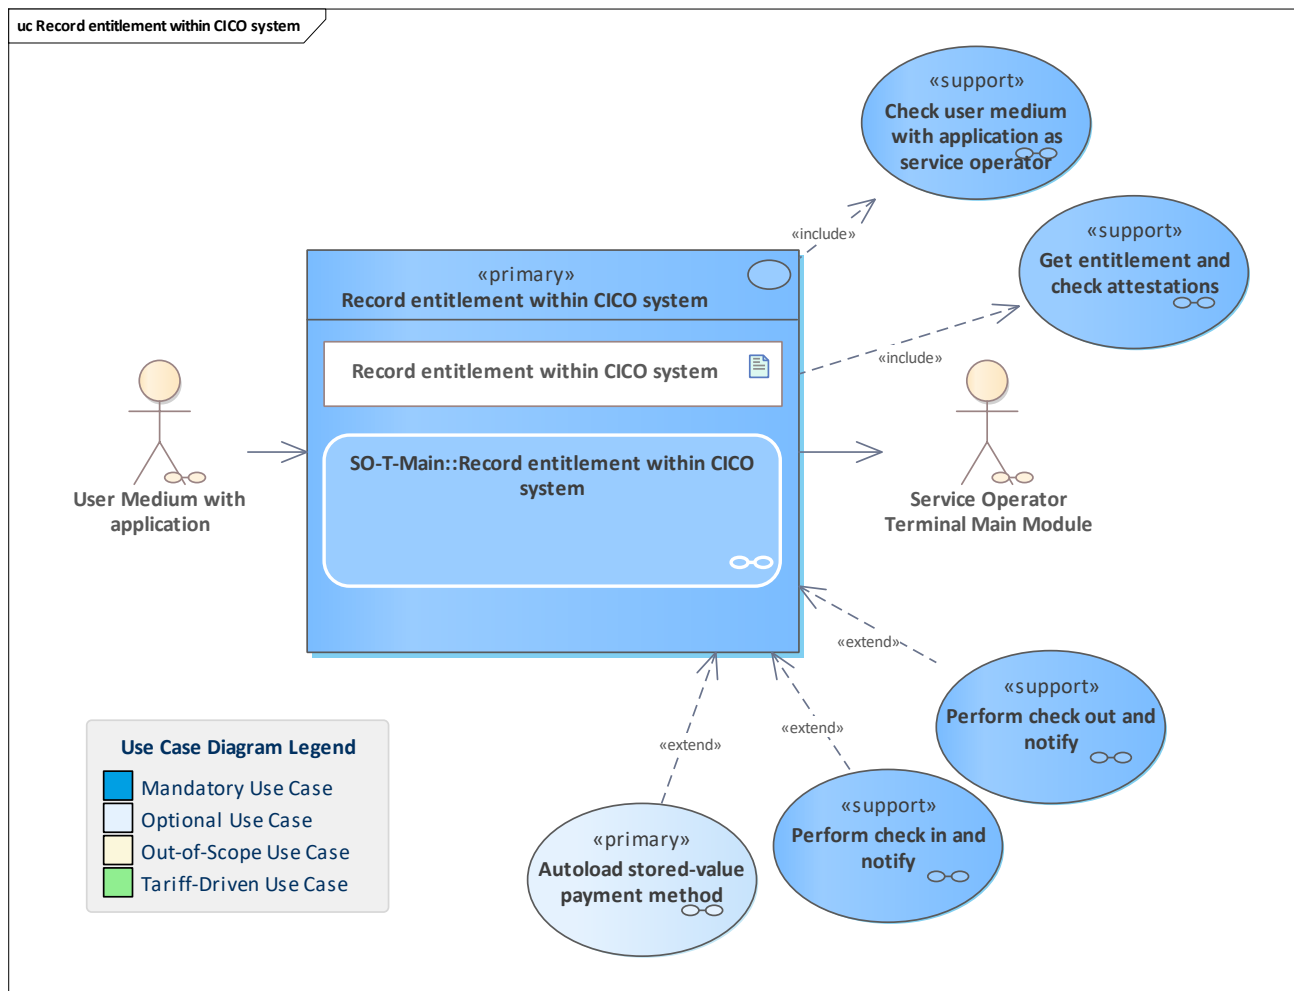 uc Record entitlement within CICO system
«support»
Check user medium
with application as
service operator
«include»
«support»
Get entitlement and
check attestations
«include»
«primary»
Record entitlement within CICO system
Record entitlement within CICO system
SO-T-Main::Record entitlement within CICO
system
User Medium with
application
Service Operator
Terminal Main Module
«extend»
«support»
Perform check out and
notify
«extend»
«extend»
«support»
Perform check in and
notify
«primary»
Autoload stored-value
payment method
Use Case Diagram Legend
Mandatory Use Case
Optional Use Case
Out-of-Scope Use Case
Tariff-Driven Use Case